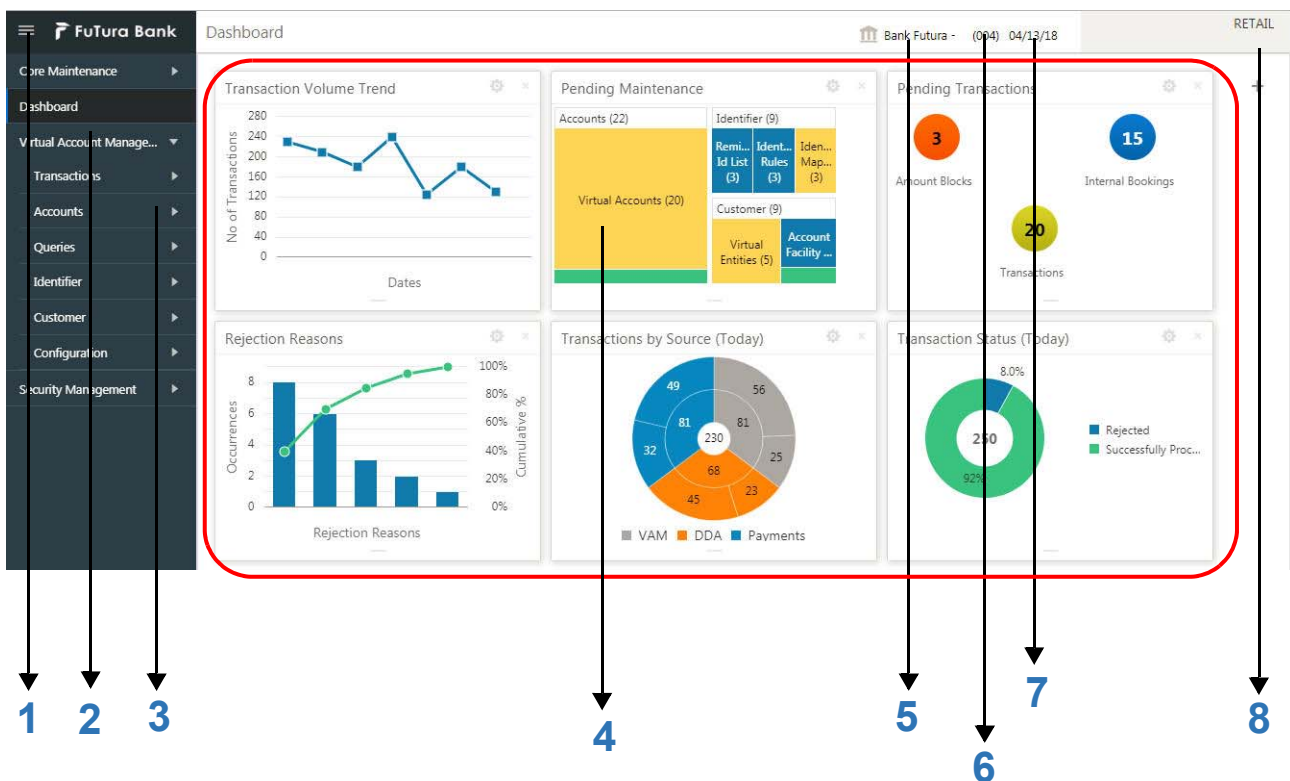 FuTura Bank
Dashboard
Bank Futura - (004) 04/13/18
RETAIL
Core Maintenance
Dashboard
Virtual Account Manage...
Transactions
Accounts
Queries
Identifier
Customer
Configuration
Security Management
Transaction Volume Trend
No of Transactions
280
240
200
160
120
80
40
0
Dates
Pending Maintenance
Accounts (22)
Virtual Accounts (20)
Identifier (9)
Remi...
Id List
(3)
Ident...
Rules
(3)
Iden...
Map...
(3)
Customer (9)
Virtual
Entities (5)
Account
Facility ...
Pending Transactions
3
Amount Blocks
15
Internal Bookings
20
Transactions
Rejection Reasons
Occurrences
8
6
4
2
0
100%
80%
60%
40%
20%
0%
Cumulative %
Rejection Reasons
Transactions by Source (Today)
49
56
81
81
230
32
25
68
45
23
VAM
DDA
Payments
Transaction Status (Today)
8.0%
250
92%
Rejected
Successfully Proc...
1
2
3
4
5
6
7
8